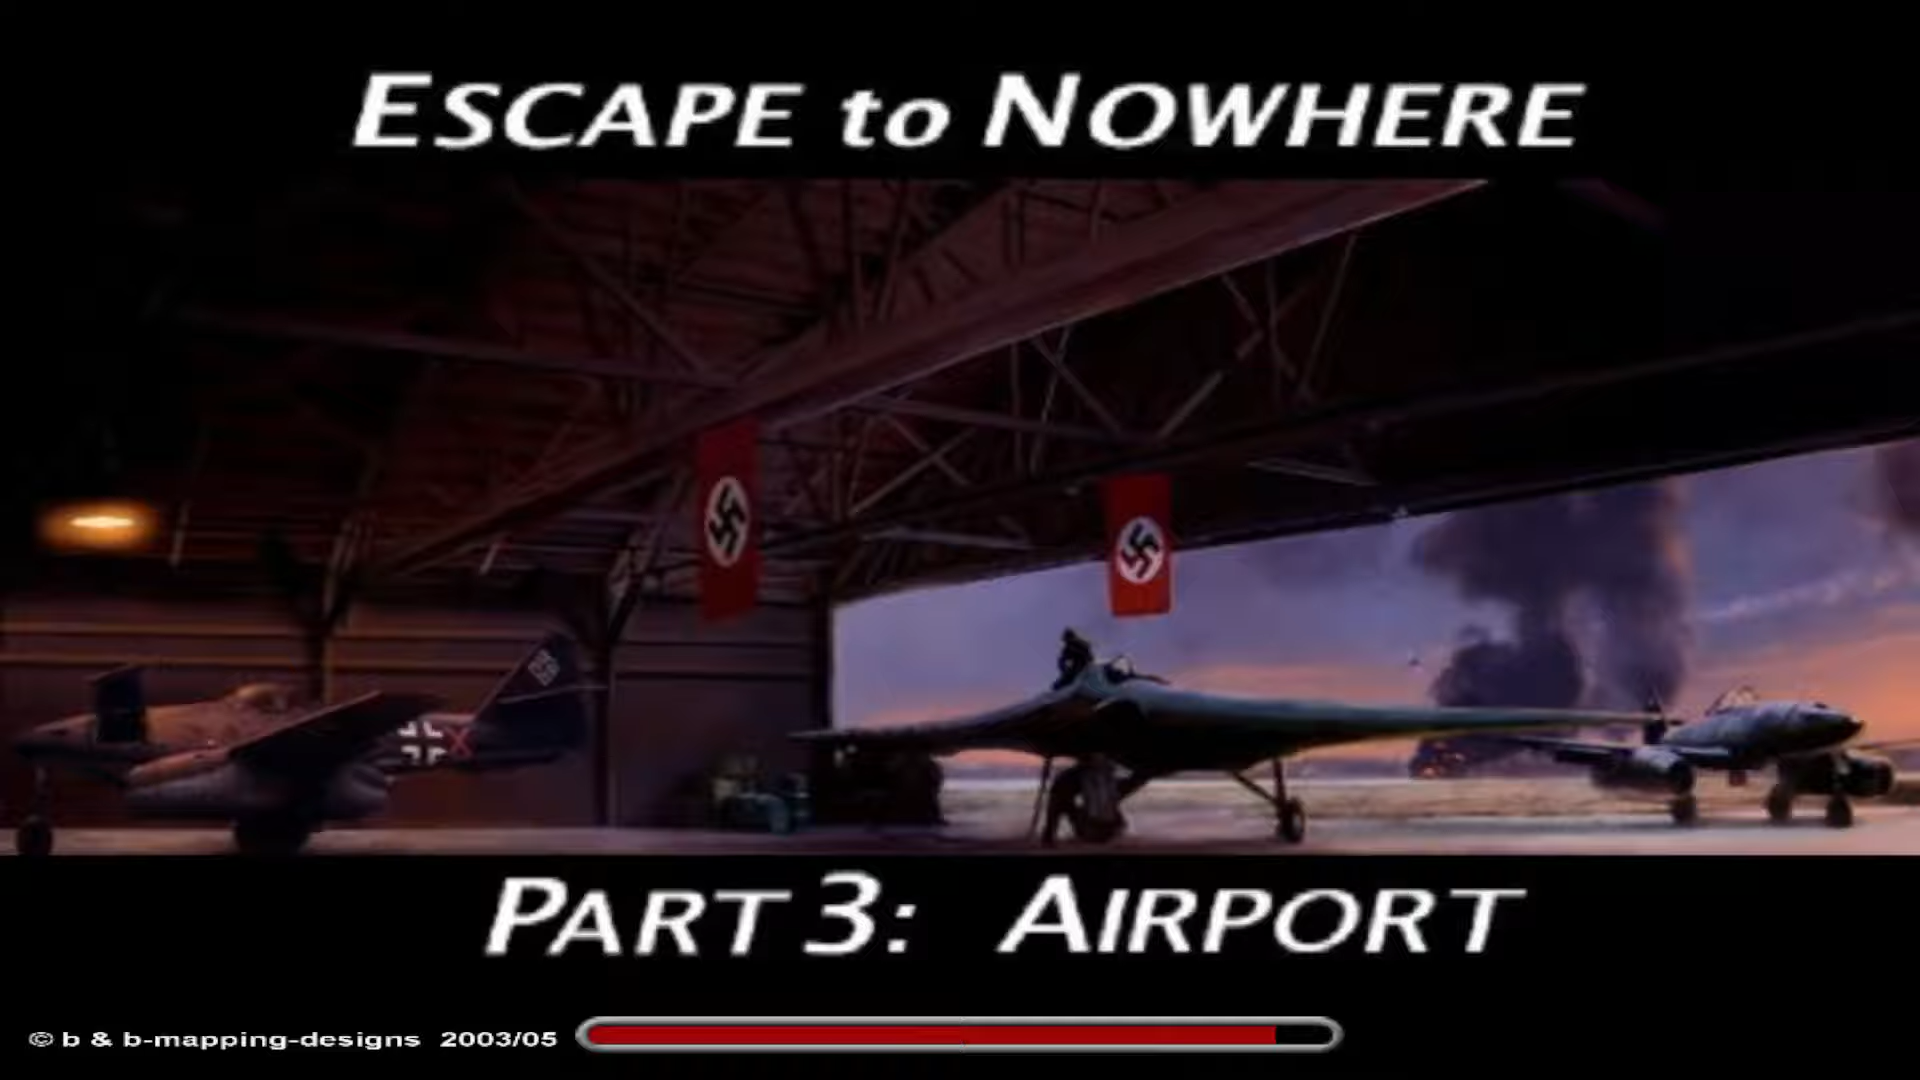 ESCAPE to NOWHERE
PART 3: AIRPORT
© b & b-mapping-designs 2003/05